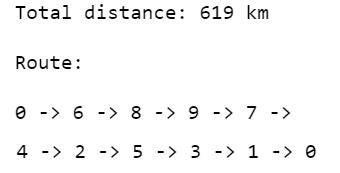 Total distance: 619 km
Route:
0 -> 6 -> 8 -> 9 -> 7 ->
4 -> 2 -> 5 -> 3 -> 1 -> 0